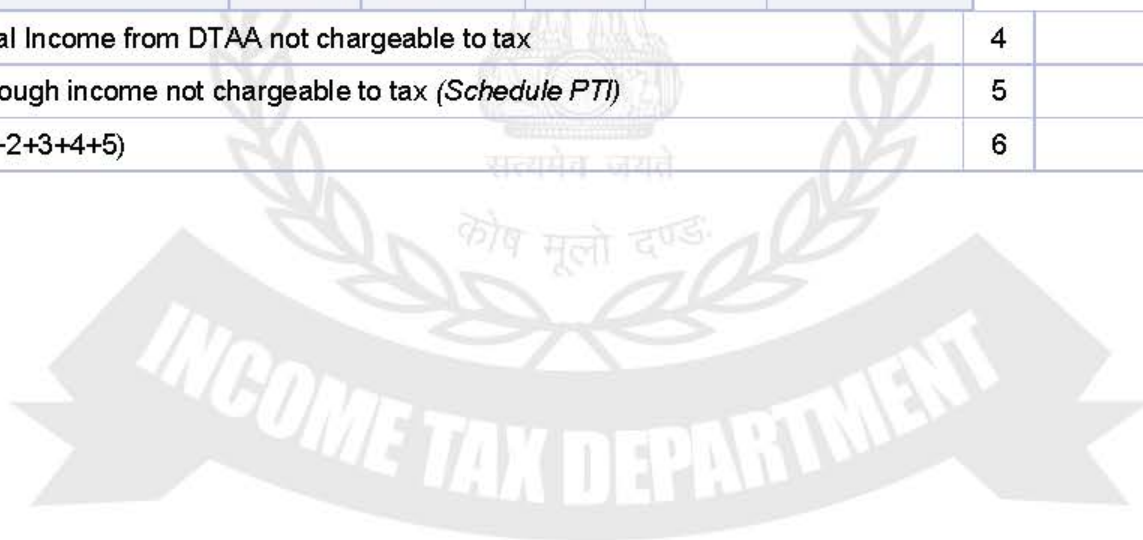 al Income from DTAA not chargeable to tax 4
ough income not chargeable to tax (Schedule PTI) 5
-2+3+4+5) 6
सत्यमेव जयते
कोष मूलो दण्डः
INCOME TAX DEPARTMENT